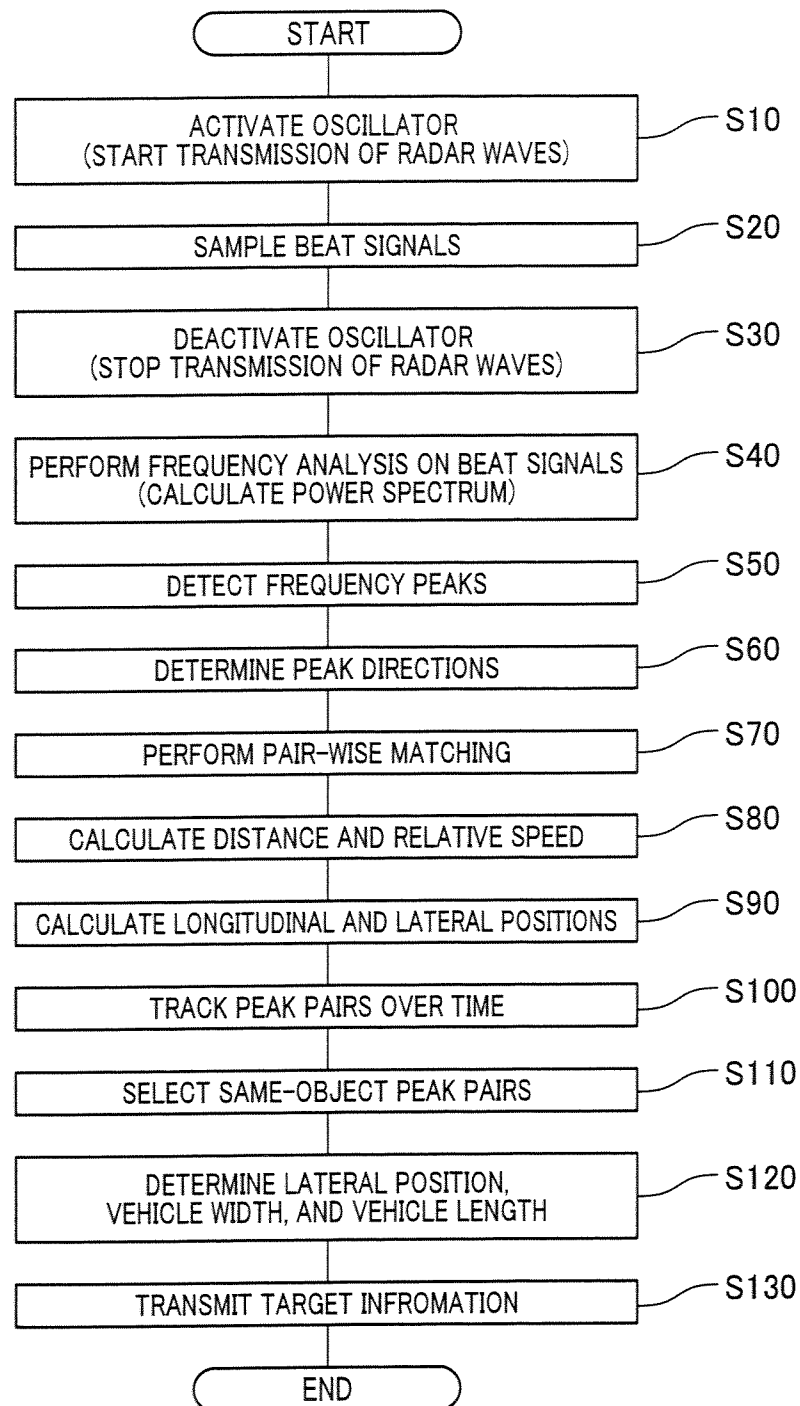 START
ACTIVATE OSCILLATOR
(START TRANSMISSION OF RADAR WAVES)
S10
SAMPLE BEAT SIGNALS
S20
DEACTIVATE OSCILLATOR
(STOP TRANSMISSION OF RADAR WAVES)
S30
PERFORM FREQUENCY ANALYSIS ON BEAT SIGNALS
(CALCULATE POWER SPECTRUM)
S40
DETECT FREQUENCY PEAKS
S50
DETERMINE PEAK DIRECTIONS
S60
PERFORM PAIR-WISE MATCHING
S70
CALCULATE DISTANCE AND RELATIVE SPEED
S80
CALCULATE LONGITUDINAL AND LATERAL POSITIONS
S90
TRACK PEAK PAIRS OVER TIME
S100
SELECT SAME-OBJECT PEAK PAIRS
S110
DETERMINE LATERAL POSITION,
VEHICLE WIDTH, AND VEHICLE LENGTH
S120
TRANSMIT TARGET INFROMATION
S130
END